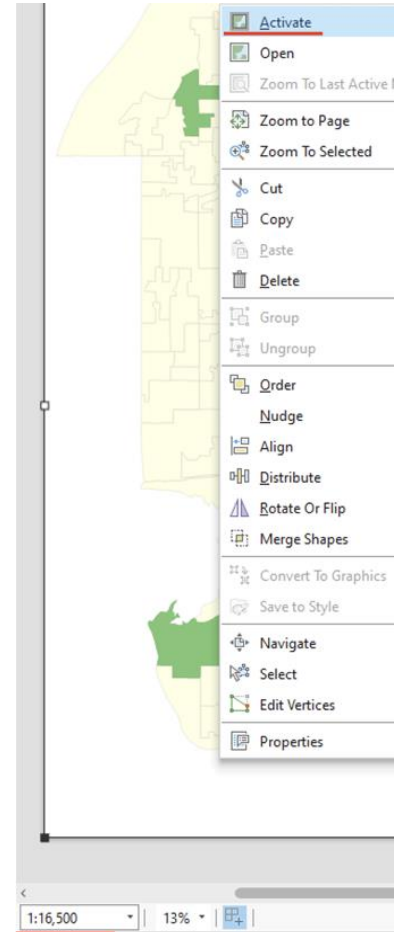 Activate
Open
Zoom To Last Active
Zoom to Page
Zoom To Selected
Cut
Copy
Paste
Delete
Group
Ungroup
Order
Nudge
Align
Distribute
Rotate Or Flip
Merge Shapes
Convert To Graphics
Save to Style
Navigate
Select
Edit Vertices
Properties
1:16,500 13%